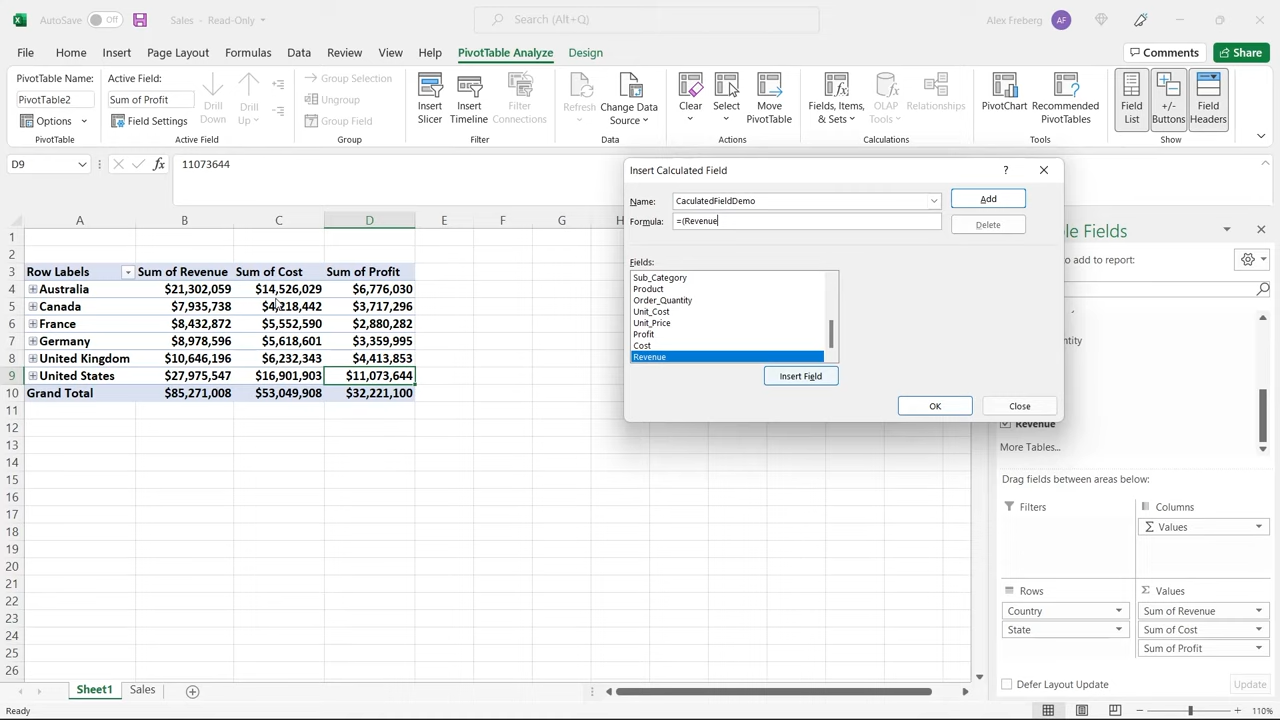 AutoSave Off Sales - Read-Only Search (Alt+Q) Alex Freberg AF
File Home Insert Page Layout Formulas Data Review View Help PivotTable Analyze Design Comments Share
PivotTable Name:
PivotTable2
Options
PivotTable
Active Field:
Sum of Profit
Field Settings
Drill Down
Drill Up
Active Field
Group Selection
Ungroup
Group Field
Group
Insert Slicer
Insert Timeline
Filter Connections
Filter
Refresh
Change Data Source
Data
Clear
Select
Move PivotTable
Actions
Fields, Items, & Sets
OLAP Tools
Relationships
Calculations
PivotChart
Recommended PivotTables
Tools
Field List
+/- Buttons
Field Headers
Show
D9 fx 11073644
A B C D E F G H
1
2
3 Row Labels Sum of Revenue Sum of Cost Sum of Profit
4 Australia $21,302,059 $14,526,029 $6,776,030
5 Canada $7,935,738 $4,218,442 $3,717,296
6 France $8,432,872 $5,552,590 $2,880,282
7 Germany $8,978,596 $5,618,601 $3,359,995
8 United Kingdom $10,646,196 $6,232,343 $4,413,853
9 United States $27,975,547 $16,901,903 $11,073,644
10 Grand Total $85,271,008 $53,049,908 $32,221,100
11
12
13
14
15
16
17
18
19
20
21
22
23
24
25
26
Insert Calculated Field ?
Name: CaculatedFieldDemo Add
Formula: =(Revenue Delete
Fields:
Sub_Category
Product
Order_Quantity
Unit_Cost
Unit_Price
Profit
Cost
Revenue
Insert Field
OK Close
le Fields
o add to report:
tity
Revenue
More Tables...
Drag fields between areas below:
Filters
Columns
Σ Values
Rows
Country
State
Σ Values
Sum of Revenue
Sum of Cost
Sum of Profit
Defer Layout Update Update
Sheet1 Sales
Ready 110%